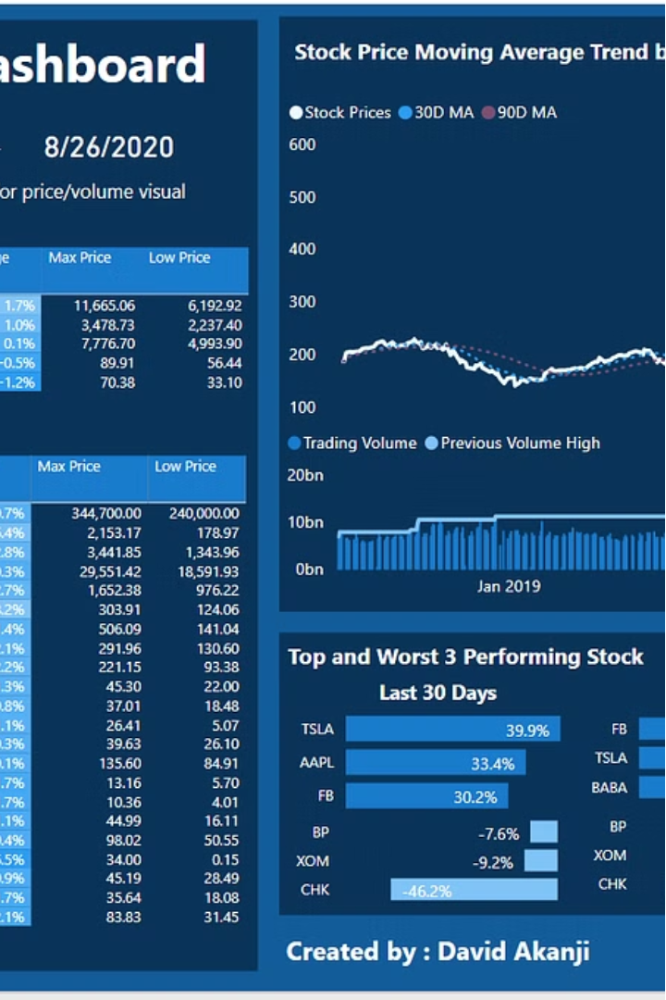 ashboard
8/26/2020
or price/volume visual
ge Max Price Low Price
1.7% 11,665.06 6,192.92
1.0% 3,478.73 2,237.40
0.1% 7,776.70 4,993.90
-0.5% 89.91 56.44
-1.2% 70.38 33.10
Max Price Low Price
.7% 344,700.00 240,000.00
.4% 2,153.17 178.97
.8% 3,441.85 1,343.96
.3% 29,551.42 18,591.93
.7% 1,652.38 976.22
.2% 303.91 124.06
.4% 506.09 141.04
.1% 291.96 130.60
.2% 221.15 93.38
.3% 45.30 22.00
.8% 37.01 18.48
.1% 26.41 5.07
.3% 39.63 26.10
.1% 135.60 84.91
.7% 13.16 5.70
.7% 10.36 4.01
.1% 44.99 16.11
.4% 98.02 50.55
.5% 34.00 0.15
.9% 45.19 28.49
.7% 35.64 18.08
.1% 83.83 31.45
Stock Price Moving Average Trend b
Stock Prices 30D MA 90D MA
600
500
400
300
200
100
Trading Volume Previous Volume High
20bn
10bn
0bn
Jan 2019
Top and Worst 3 Performing Stock
Last 30 Days
TSLA 39.9% FB
AAPL 33.4% TSLA
FB 30.2% BABA
BP -7.6% BP
XOM -9.2% XOM
CHK -46.2% CHK
Created by : David Akanji